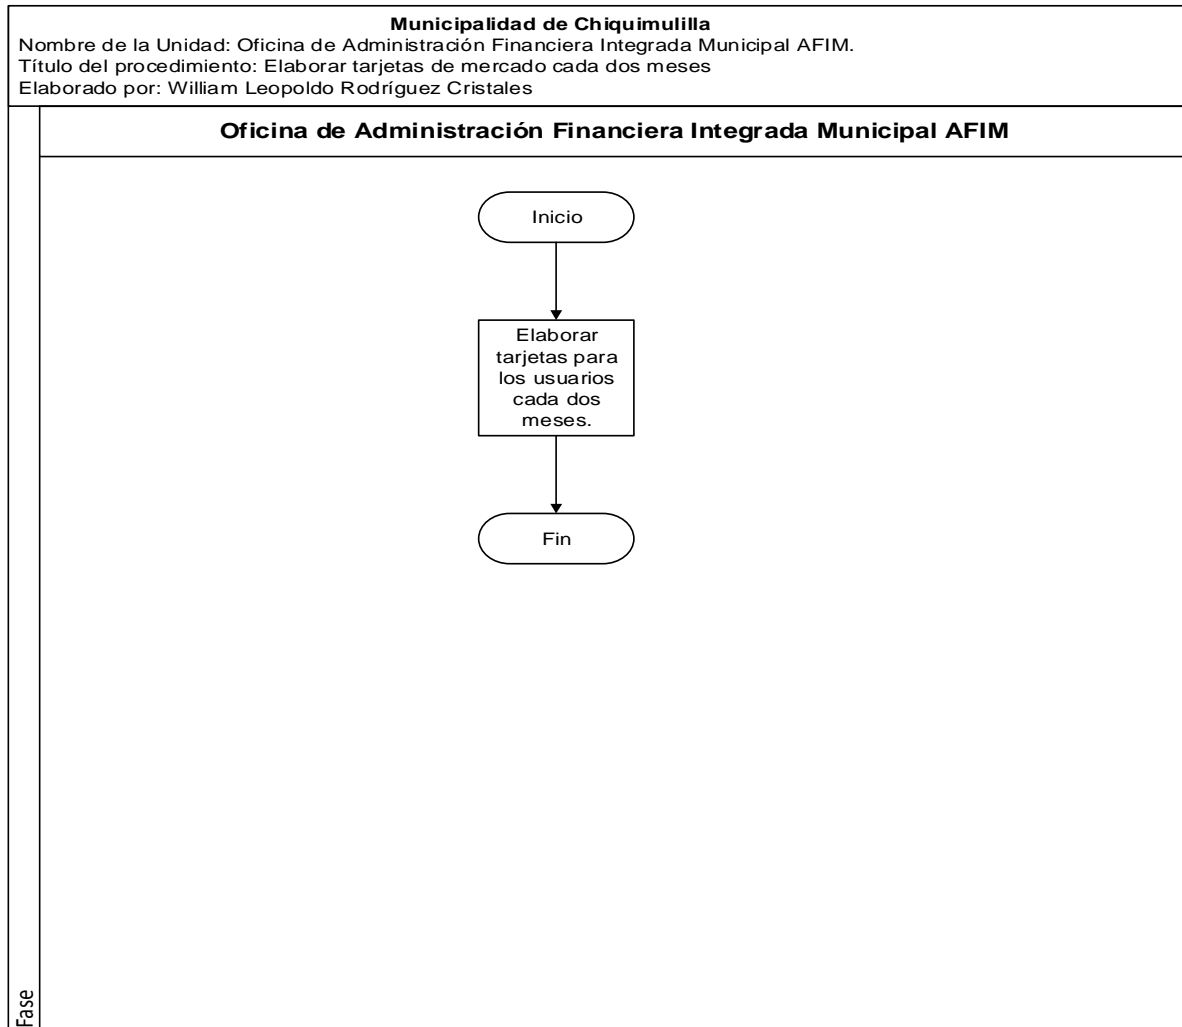 Municipalidad de Chiquimulilla
Nombre de la Unidad: Oficina de Administración Financiera Integrada Municipal AFIM.
Título del procedimiento: Elaborar tarjetas de mercado cada dos meses
Elaborado por: William Leopoldo Rodríguez Cristales
Oficina de Administración Financiera Integrada Municipal AFIM
Inicio
Elaborar
tarjetas para
los usuarios
cada dos
meses.
Fin
Fase